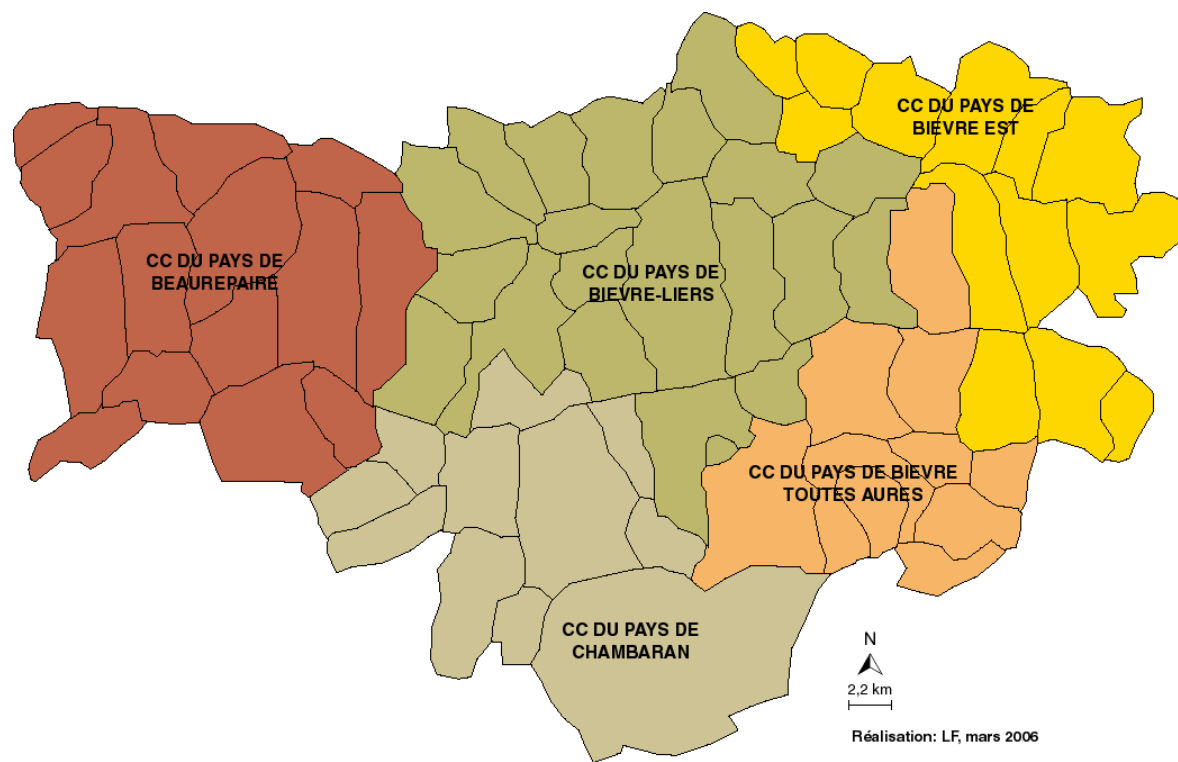 CC DU PAYS DE
BIEVRE EST
CC DU PAYS DE
BEAUREPAIRE
CC DU PAYS DE
BIEVRE-LIERS
CC DU PAYS DE BIEVRE
TOUTES AURES
CC DU PAYS DE
CHAMBARAN
N
2,2 km
Réalisation: LF, mars 2006